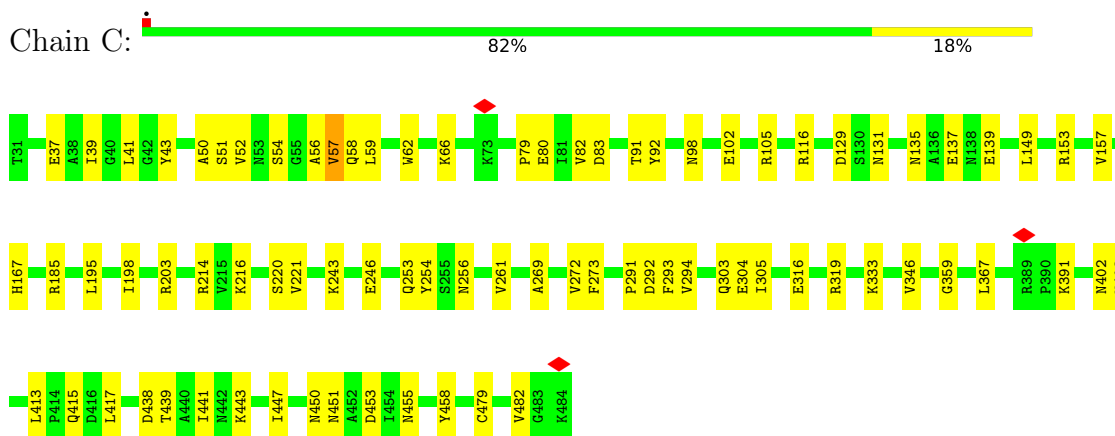 Chain C:
82% 18%
T31 E37 A38 I39 G40 L41 G42 Y43 A50 S51 V52 N53 S54 G55 A56 V57 Q58 L59 W62 K66 K73 P79 E80 I81 V82 D83 T91 Y92 N98 E102 R105 R116 D129 S130 N131 N135 A136 E137 N138 E139 L149 R153 V157
H167 R185 L195 I198 R203 R214 V215 K216 S220 V221 K243 E246 Q253 Y254 S255 N256 V261 A269 V272 F273 P291 D292 F293 V294 Q303 E304 I305 E316 R319 K333 V346 G359 L367 R389 P390 K391 N402
L413 P414 Q415 D416 L417 D438 T439 A440 I441 N442 K443 I447 N450 N451 A452 D453 I454 N455 Y458 C479 V482 G483 K484